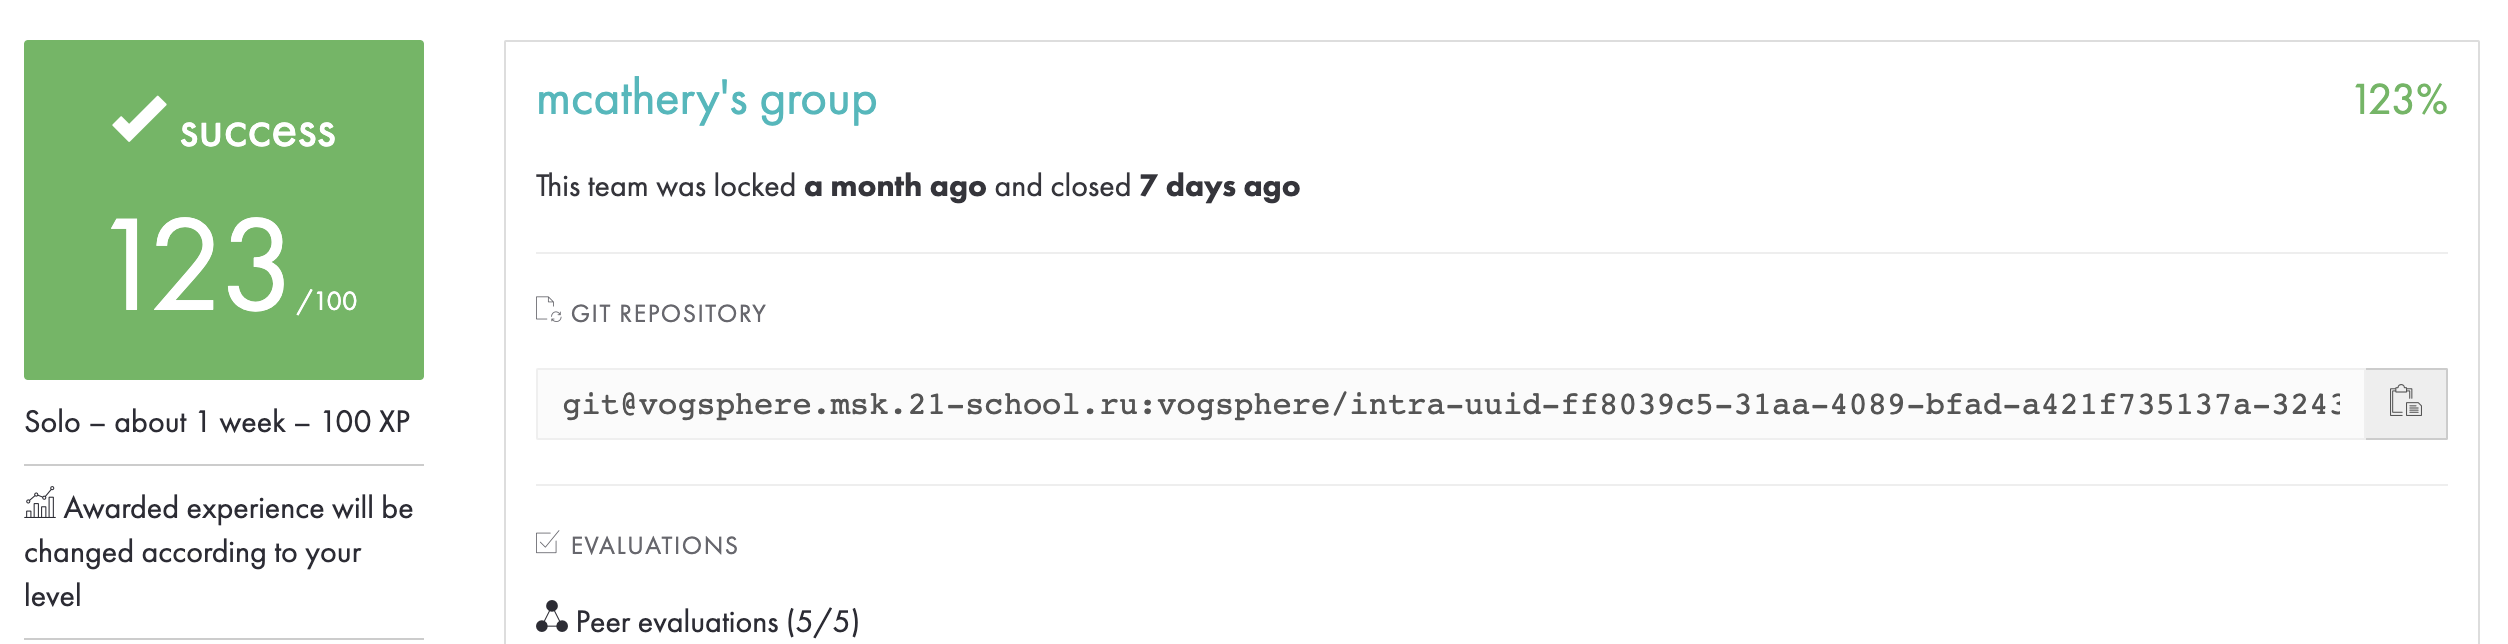 success
123/100
Solo – about 1 week – 100 XP
Awarded experience will be
changed according to your
level
mcathery's group
123%
This team was locked a month ago and closed 7 days ago
GIT REPOSITORY
git@vogsphere.msk.21-school.ru:vogsphere/intra-uuid-ff8039c5-31aa-4089-bfad-a421f735137a-324
EVALUATIONS
Peer evaluations (5/5)